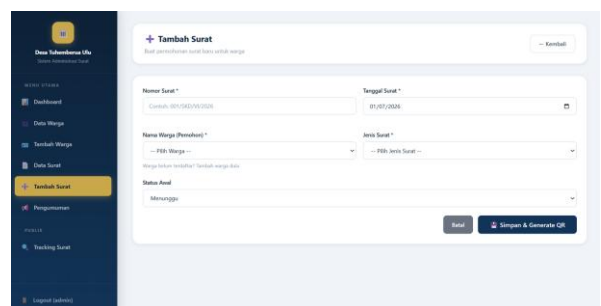 Desa Tuhemberua Ulu
Sistem Administrasi Surat
MENU UTAMA
Dashboard
Data Warga
Tambah Warga
Data Surat
Tambah Surat
Pengumuman
PUBLIK
Tracking Surat
Logout (admin)
Tambah Surat
Buat permohonan surat baru untuk warga
← Kembali
Nomor Surat *
Contoh: 001/SKD/VI/2026
Tanggal Surat *
01/07/2026
Nama Warga (Pemohon) *
-- Pilih Warga --
Warga belum terdaftar? Tambah warga dulu
Jenis Surat *
-- Pilih Jenis Surat --
Status Awal
Menunggu
Batal
Simpan & Generate QR